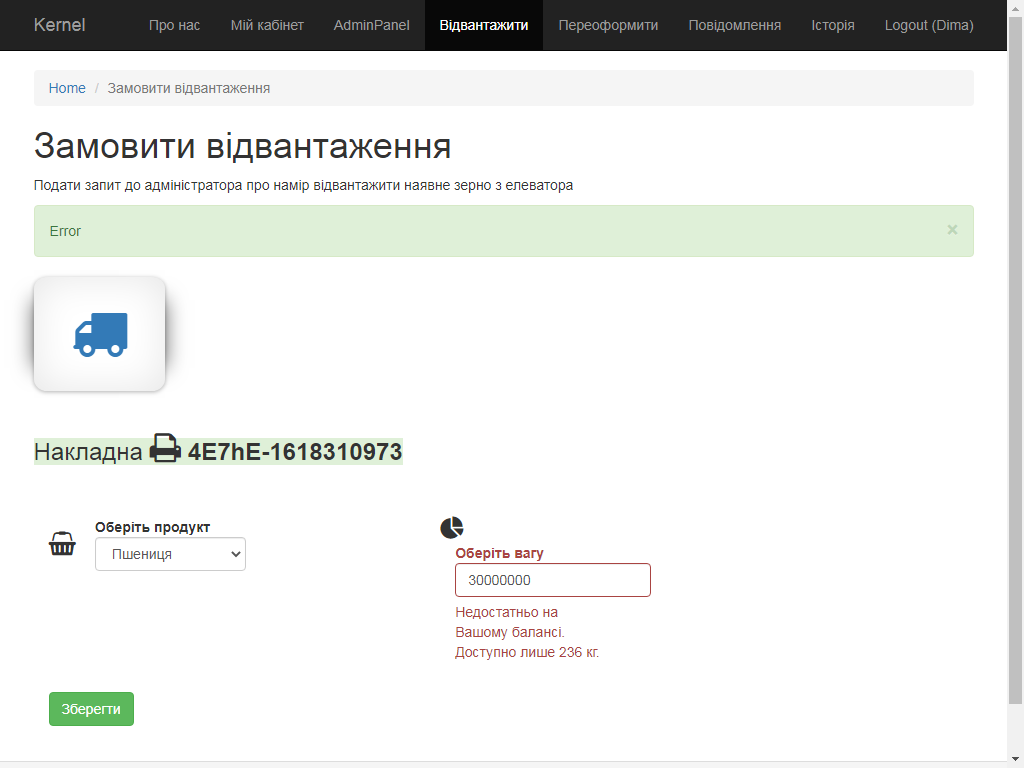 Kernel Про нас Мій кабінет AdminPanel Відвантажити Переоформити Повідомлення Історія Logout (Dima)
Home / Замовити відвантаження
Замовити відвантаження
Подати запит до адміністратора про намір відвантажити наявне зерно з елеватора
Error ×
Накладна 4E7hE-1618310973
Оберіть продукт
Пшениця
Оберіть вагу
30000000
Недостатньо на
Вашому балансі.
Доступно лише 236 кг.
Зберегти